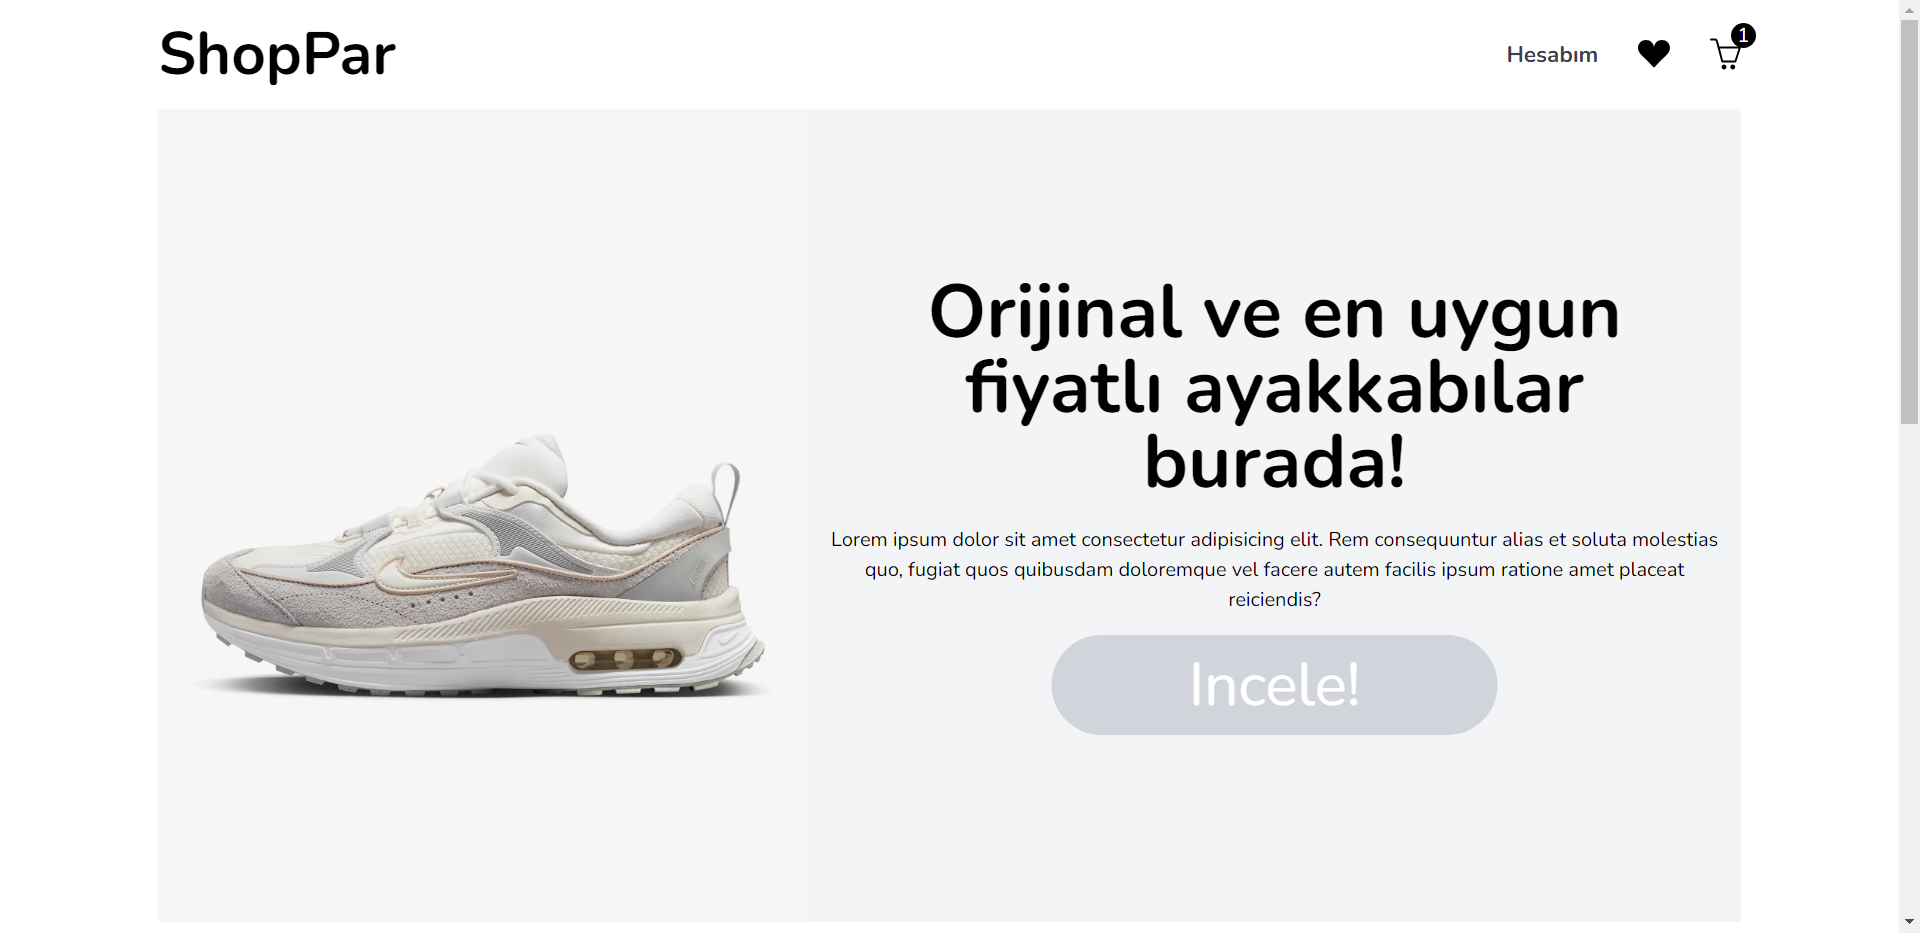 ShopPar
Hesabım
1
Orijinal ve en uygun
fiyatlı ayakkabılar
burada!
Lorem ipsum dolor sit amet consectetur adipisicing elit. Rem consequuntur alias et soluta molestias
quo, fugiat quos quibusdam doloremque vel facere autem facilis ipsum ratione amet placeat
reiciendis?
Incele!